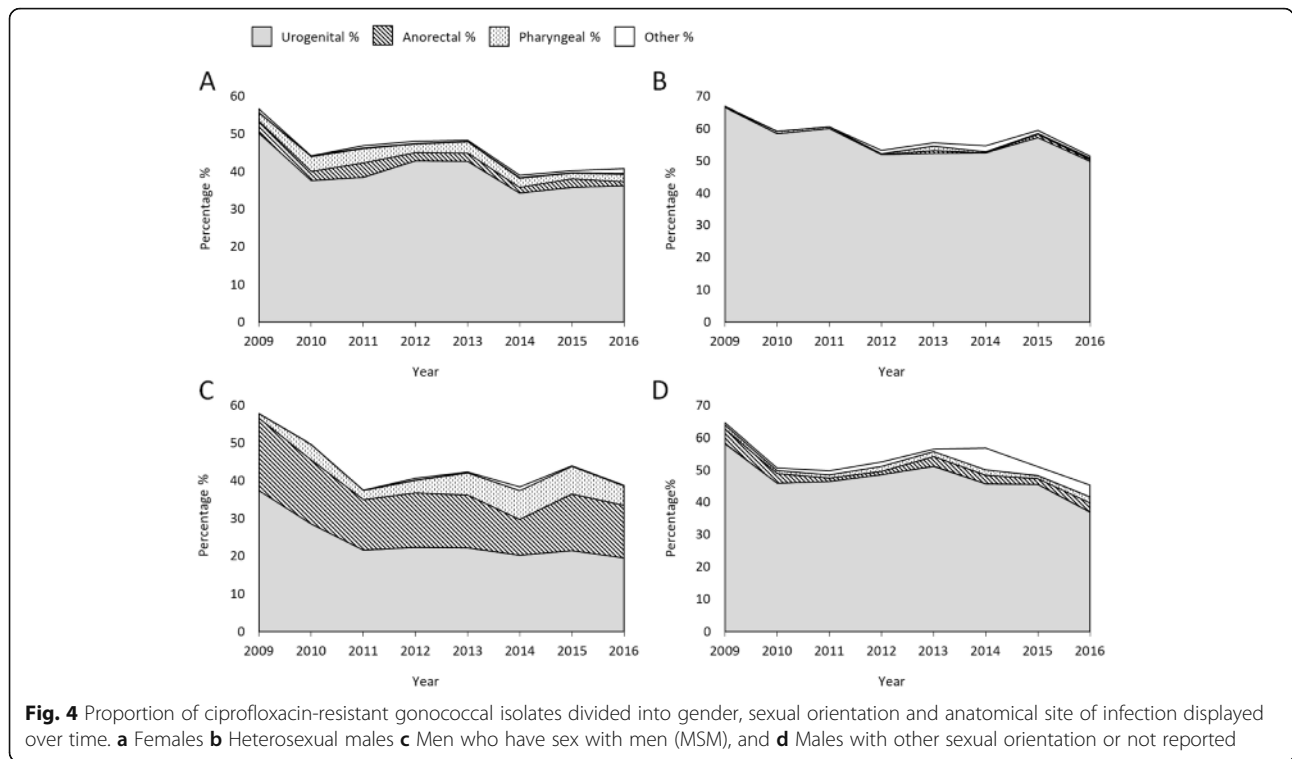 Urogenital % Anorectal % Pharyngeal % Other %
A
60
50
40
30
20
10
0
Percentage %
2009 2010 2011 2012 2013 2014 2015 2016
Year
B
70
60
50
40
30
20
10
0
Percentage %
2009 2010 2011 2012 2013 2014 2015 2016
Year
C
60
50
40
30
20
10
0
Percentage %
2009 2010 2011 2012 2013 2014 2015 2016
Year
D
70
60
50
40
30
20
10
0
Percentage%
2009 2010 2011 2012 2013 2014 2015 2016
Year
Fig. 4 Proportion of ciprofloxacin-resistant gonococcal isolates divided into gender, sexual orientation and anatomical site of infection displayed
over time. a Females b Heterosexual males c Men who have sex with men (MSM), and d Males with other sexual orientation or not reported